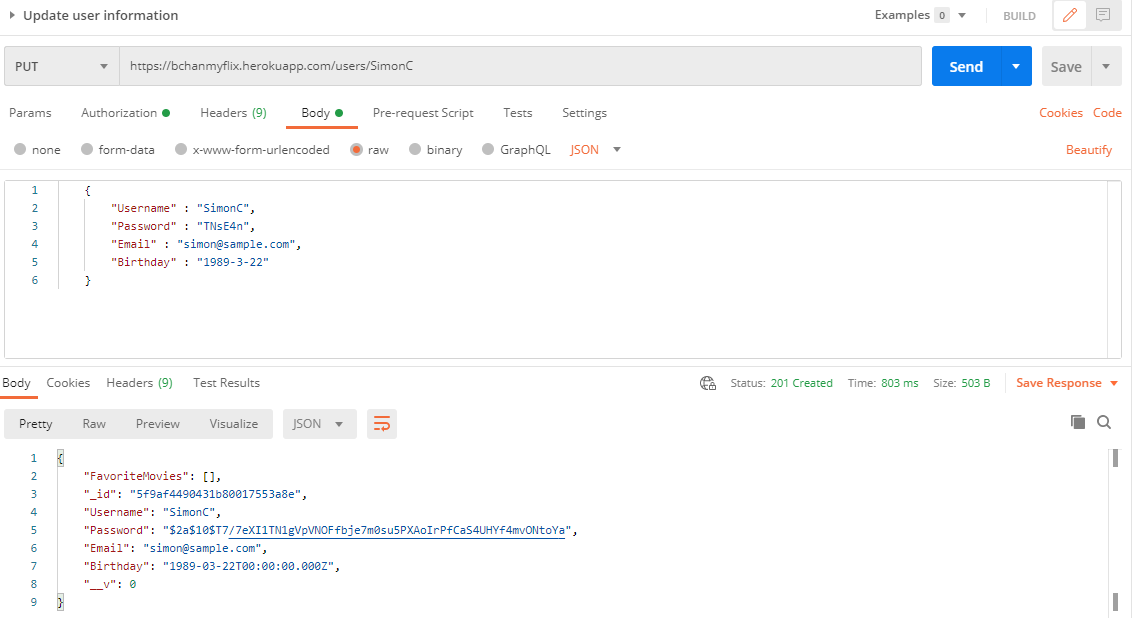 Update user information Examples 0 BUILD
PUT https://bchanmyflix.herokuapp.com/users/SimonC Send Save
Params Authorization Headers (9) Body Pre-request Script Tests Settings Cookies Code
none form-data x-www-form-urlencoded raw binary GraphQL JSON Beautify
1 {
2 "Username" : "SimonC",
3 "Password" : "TNsE4n",
4 "Email" : "simon@sample.com",
5 "Birthday" : "1989-3-22"
6 }
Body Cookies Headers (9) Test Results Status: 201 Created Time: 803 ms Size: 503 B Save Response
Pretty Raw Preview Visualize JSON
1 {
2 "FavoriteMovies": [],
3 "_id": "5f9af4490431b80017553a8e",
4 "Username": "SimonC",
5 "Password": "$2a$10$T7/7eXI1TN1gVpVNOFfbje7m0su5PXAoIrPfCaS4UHYf4mvONtoYa",
6 "Email": "simon@sample.com",
7 "Birthday": "1989-03-22T00:00:00.000Z",
8 "__v": 0
9 }